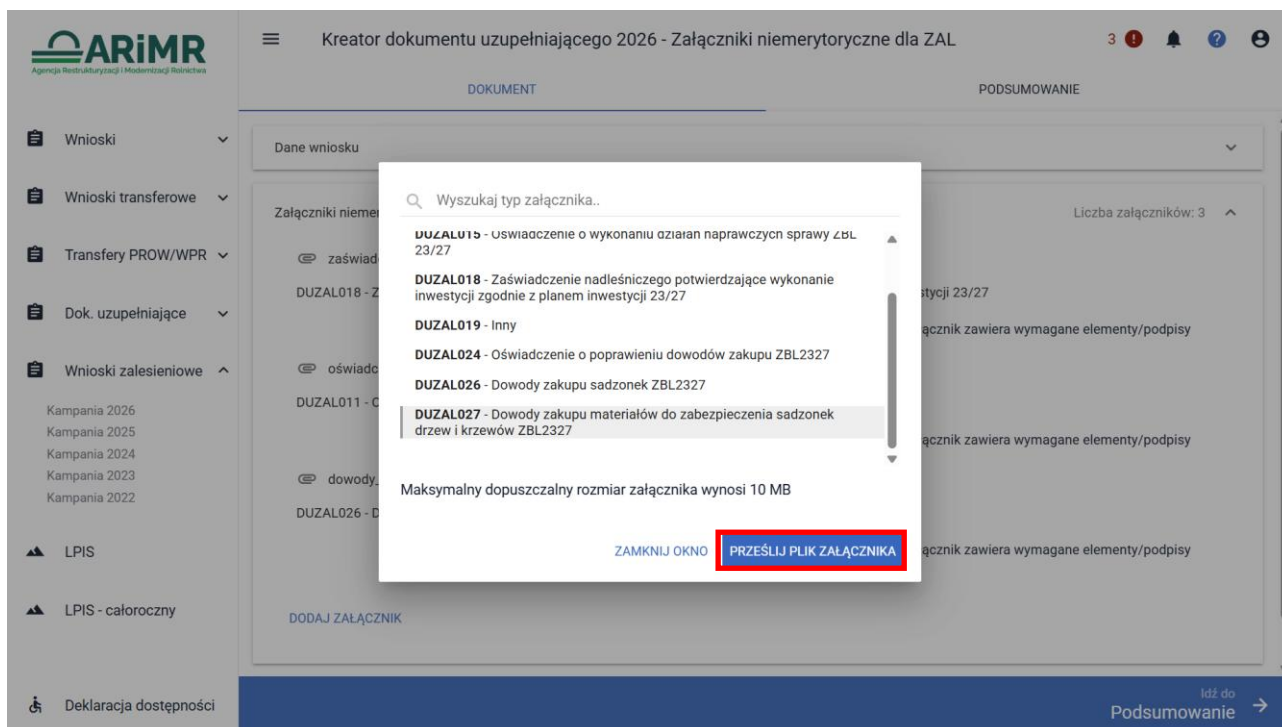 ARiMR
Agencja Restrukturyzacji i Modernizacji Rolnictwa
Kreator dokumentu uzupełniającego 2026 - Załączniki niemerytoryczne dla ZAL
3
DOKUMENT
PODSUMOWANIE
Wnioski
Wnioski transferowe
Transfery PROW/WPR
Dok. uzupełniające
Wnioski zalesieniowe
Kampania 2026
Kampania 2025
Kampania 2024
Kampania 2023
Kampania 2022
LPIS
LPIS - całoroczny
Deklaracja dostępności
Dane wniosku
Załączniki niemer
Liczba załączników: 3
zaświad
DUZAL018 - Z
stycji 23/27
ącznik zawiera wymagane elementy/podpisy
oświadc
DUZAL011 - O
ącznik zawiera wymagane elementy/podpisy
dowody_
DUZAL026 - D
ącznik zawiera wymagane elementy/podpisy
DODAJ ZAŁĄCZNIK
Wyszukaj typ załącznika..
DUZAL015 - Oświadczenie o wykonaniu działań naprawczych sprawy ZBL
23/27
DUZAL018 - Zaświadczenie nadleśniczego potwierdzające wykonanie
inwestycji zgodnie z planem inwestycji 23/27
DUZAL019 - Inny
DUZAL024 - Oświadczenie o poprawieniu dowodów zakupu ZBL2327
DUZAL026 - Dowody zakupu sadzonek ZBL2327
DUZAL027 - Dowody zakupu materiałów do zabezpieczenia sadzonek
drzew i krzewów ZBL2327
Maksymalny dopuszczalny rozmiar załącznika wynosi 10 MB
ZAMKNIJ OKNO
PRZEŚLIJ PLIK ZAŁĄCZNIKA
Idź do
Podsumowanie